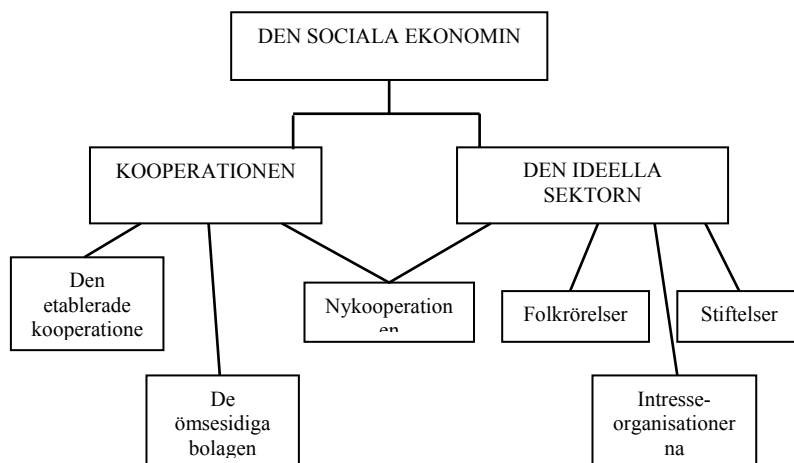 DEN SOCIALA EKONOMIN
KOOPERATIONEN
DEN IDEELLA
SEKTORN
Den
etablerade
kooperatione
Nykooperation
en
Folkrörelser
Stiftelser
De
ömsesidiga
bolagen
Intresse-
organisationer
na